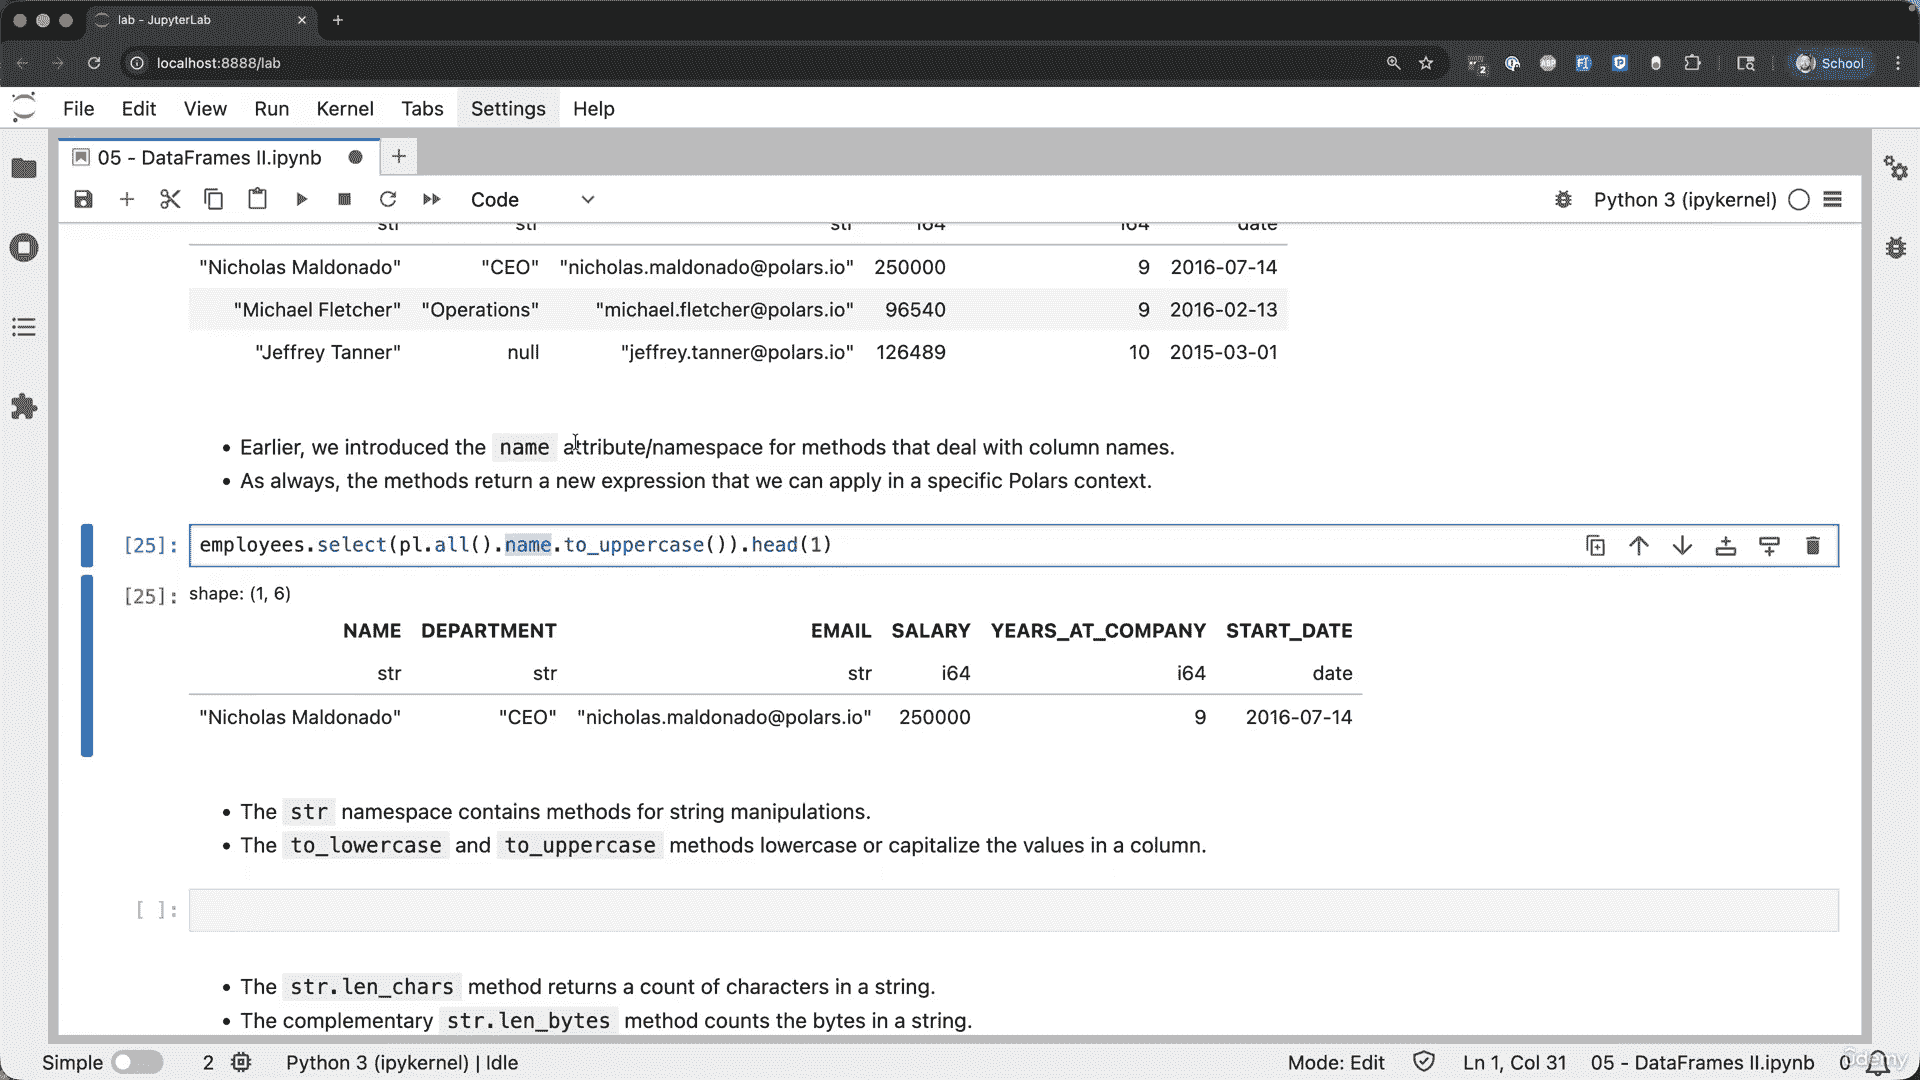 lab - JupyterLab
localhost:8888/lab
2
School
File Edit View Run Kernel Tabs Settings Help
05 - DataFrames II.ipynb
Code
Python 3 (ipykernel)
str str str i64 i64 date
"Nicholas Maldonado" "CEO" "nicholas.maldonado@polars.io" 250000 9 2016-07-14
"Michael Fletcher" "Operations" "michael.fletcher@polars.io" 96540 9 2016-02-13
"Jeffrey Tanner" null "jeffrey.tanner@polars.io" 126489 10 2015-03-01
• Earlier, we introduced the name attribute/namespace for methods that deal with column names.
• As always, the methods return a new expression that we can apply in a specific Polars context.
[25]: employees.select(pl.all().name.to_uppercase()).head(1)
[25]: shape: (1, 6)
NAME DEPARTMENT EMAIL SALARY YEARS_AT_COMPANY START_DATE
str str str i64 i64 date
"Nicholas Maldonado" "CEO" "nicholas.maldonado@polars.io" 250000 9 2016-07-14
• The str namespace contains methods for string manipulations.
• The to_lowercase and to_uppercase methods lowercase or capitalize the values in a column.
[ ]:
• The str.len_chars method returns a count of characters in a string.
• The complementary str.len_bytes method counts the bytes in a string.
Simple 2 Python 3 (ipykernel) | Idle Mode: Edit Ln 1, Col 31 05 - DataFrames II.ipynb 0
ûdemy